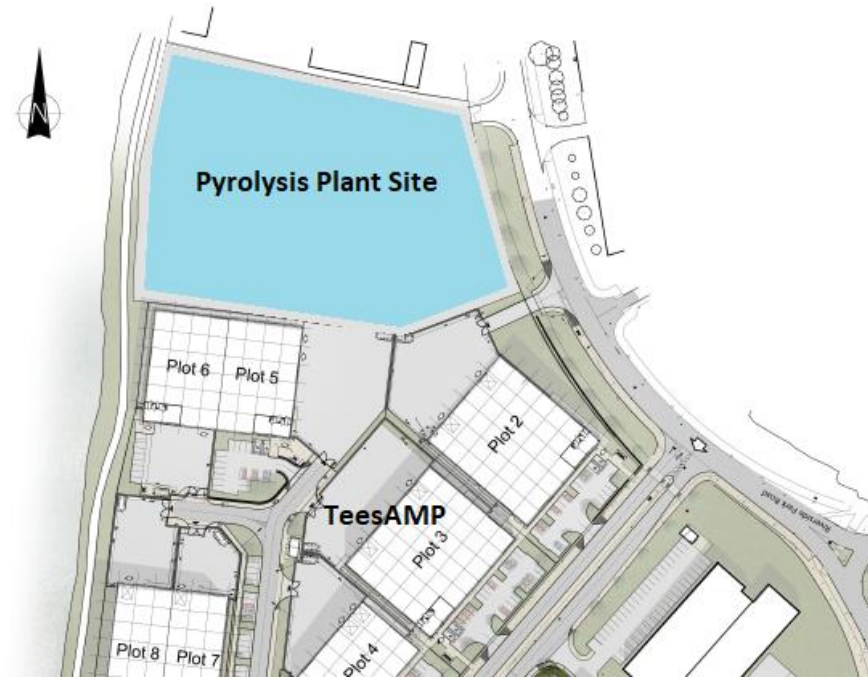 N
Pyrolysis Plant Site
Plot 6
Plot 5
Plot 2
TeesAMP
Plot 3
Riverside Park Road
Plot 4
Plot 8
Plot 7